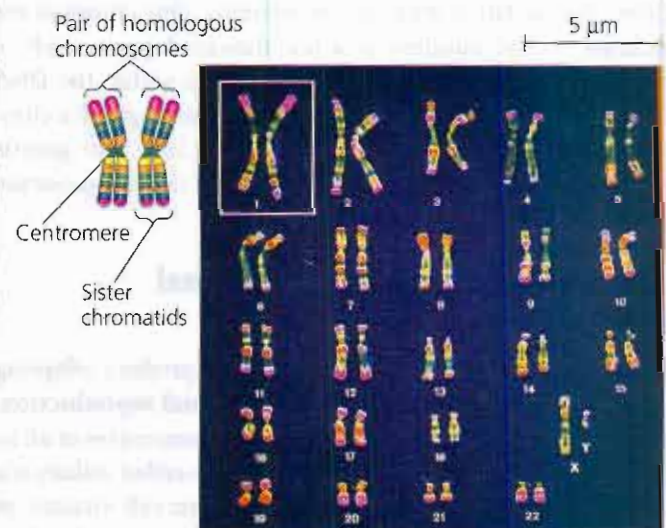 Pair of homologous
chromosomes
5 µm
Centromere
Sister
chromatids
1 2 3 4 5
6 7 8 9 10
11 12 13 14 15
16 17 18
X Y
19 20 21 22